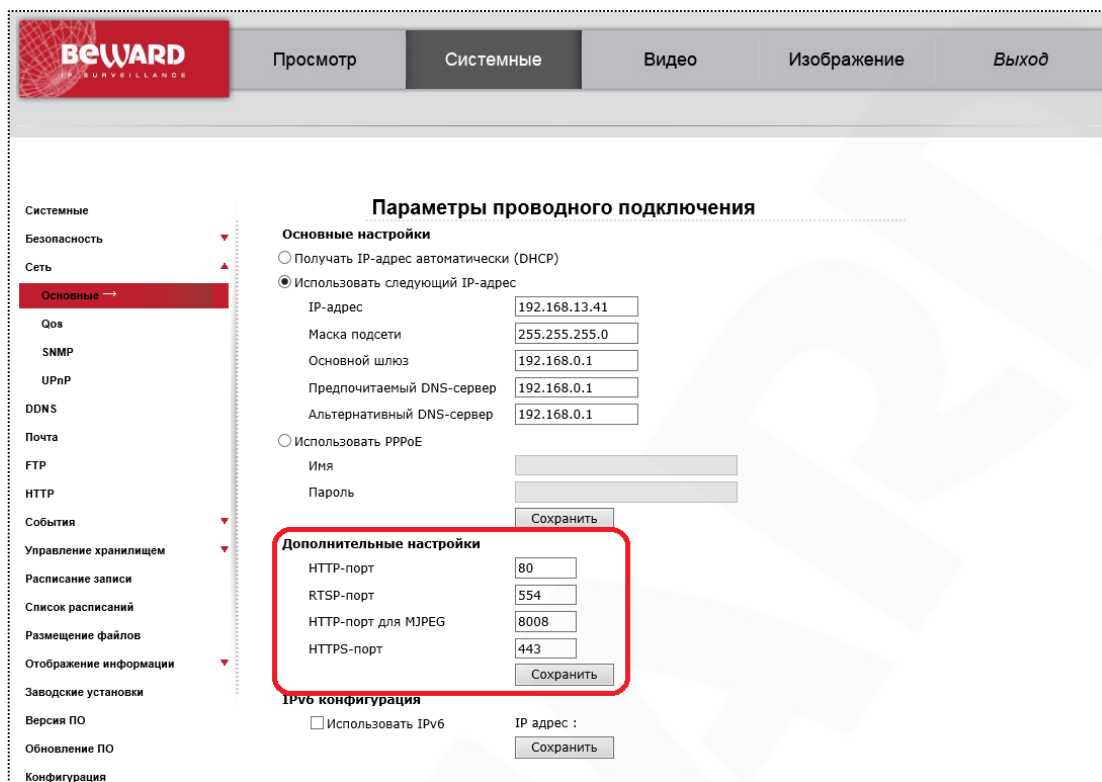 BEWARD
IP SURVEILLANCE
Просмотр
Системные
Видео
Изображение
Выход
Системные
Безопасность
Сеть
Основные →
Qos
SNMP
UPnP
DDNS
Почта
FTP
HTTP
События
Управление хранилищем
Расписание записи
Список расписаний
Размещение файлов
Отображение информации
Заводские установки
Версия ПО
Обновление ПО
Конфигурация
Параметры проводного подключения
Основные настройки
Получать IP-адрес автоматически (DHCP)
Использовать следующий IP-адрес
IP-адрес 192.168.13.41
Маска подсети 255.255.255.0
Основной шлюз 192.168.0.1
Предпочитаемый DNS-сервер 192.168.0.1
Альтернативный DNS-сервер 192.168.0.1
Использовать PPPoE
Имя
Пароль
Сохранить
Дополнительные настройки
HTTP-порт 80
RTSP-порт 554
HTTP-порт для MJPEG 8008
HTTPS-порт 443
Сохранить
IPv6 конфигурация
Использовать IPv6 IP адрес :
Сохранить